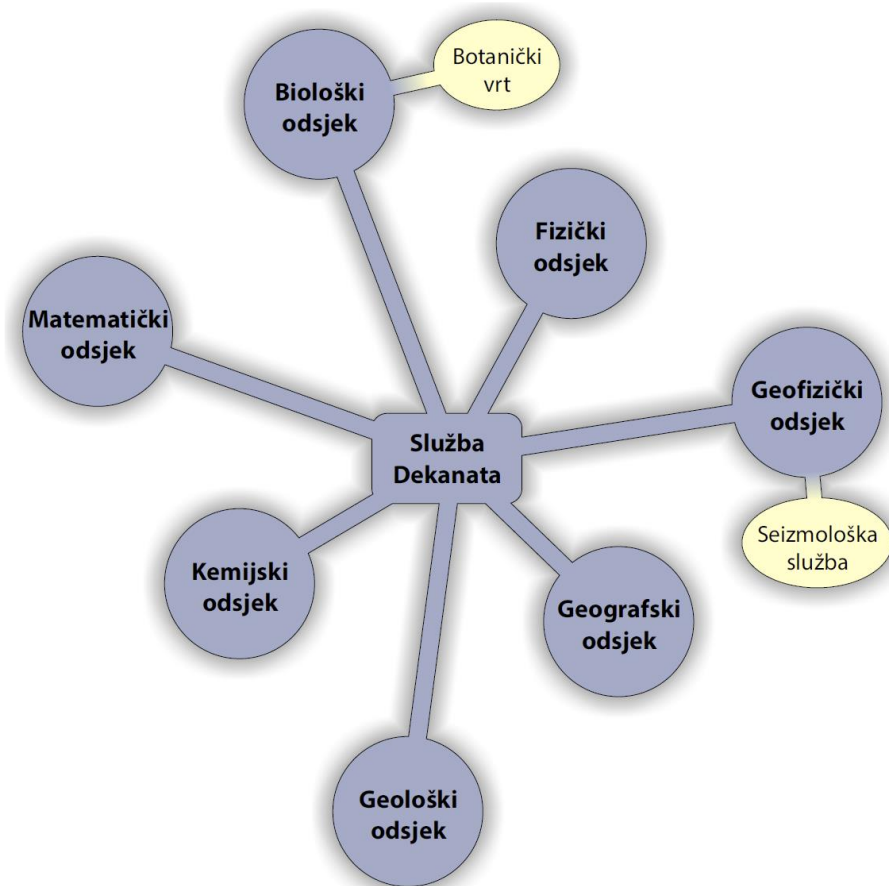 Botanički
vrt
Biološki
odsjek
Fizički
odsjek
Matematički
odsjek
Geofizički
odsjek
Služba
Dekanata
Seizmološka
služba
Kemijski
odsjek
Geografski
odsjek
Geološki
odsjek